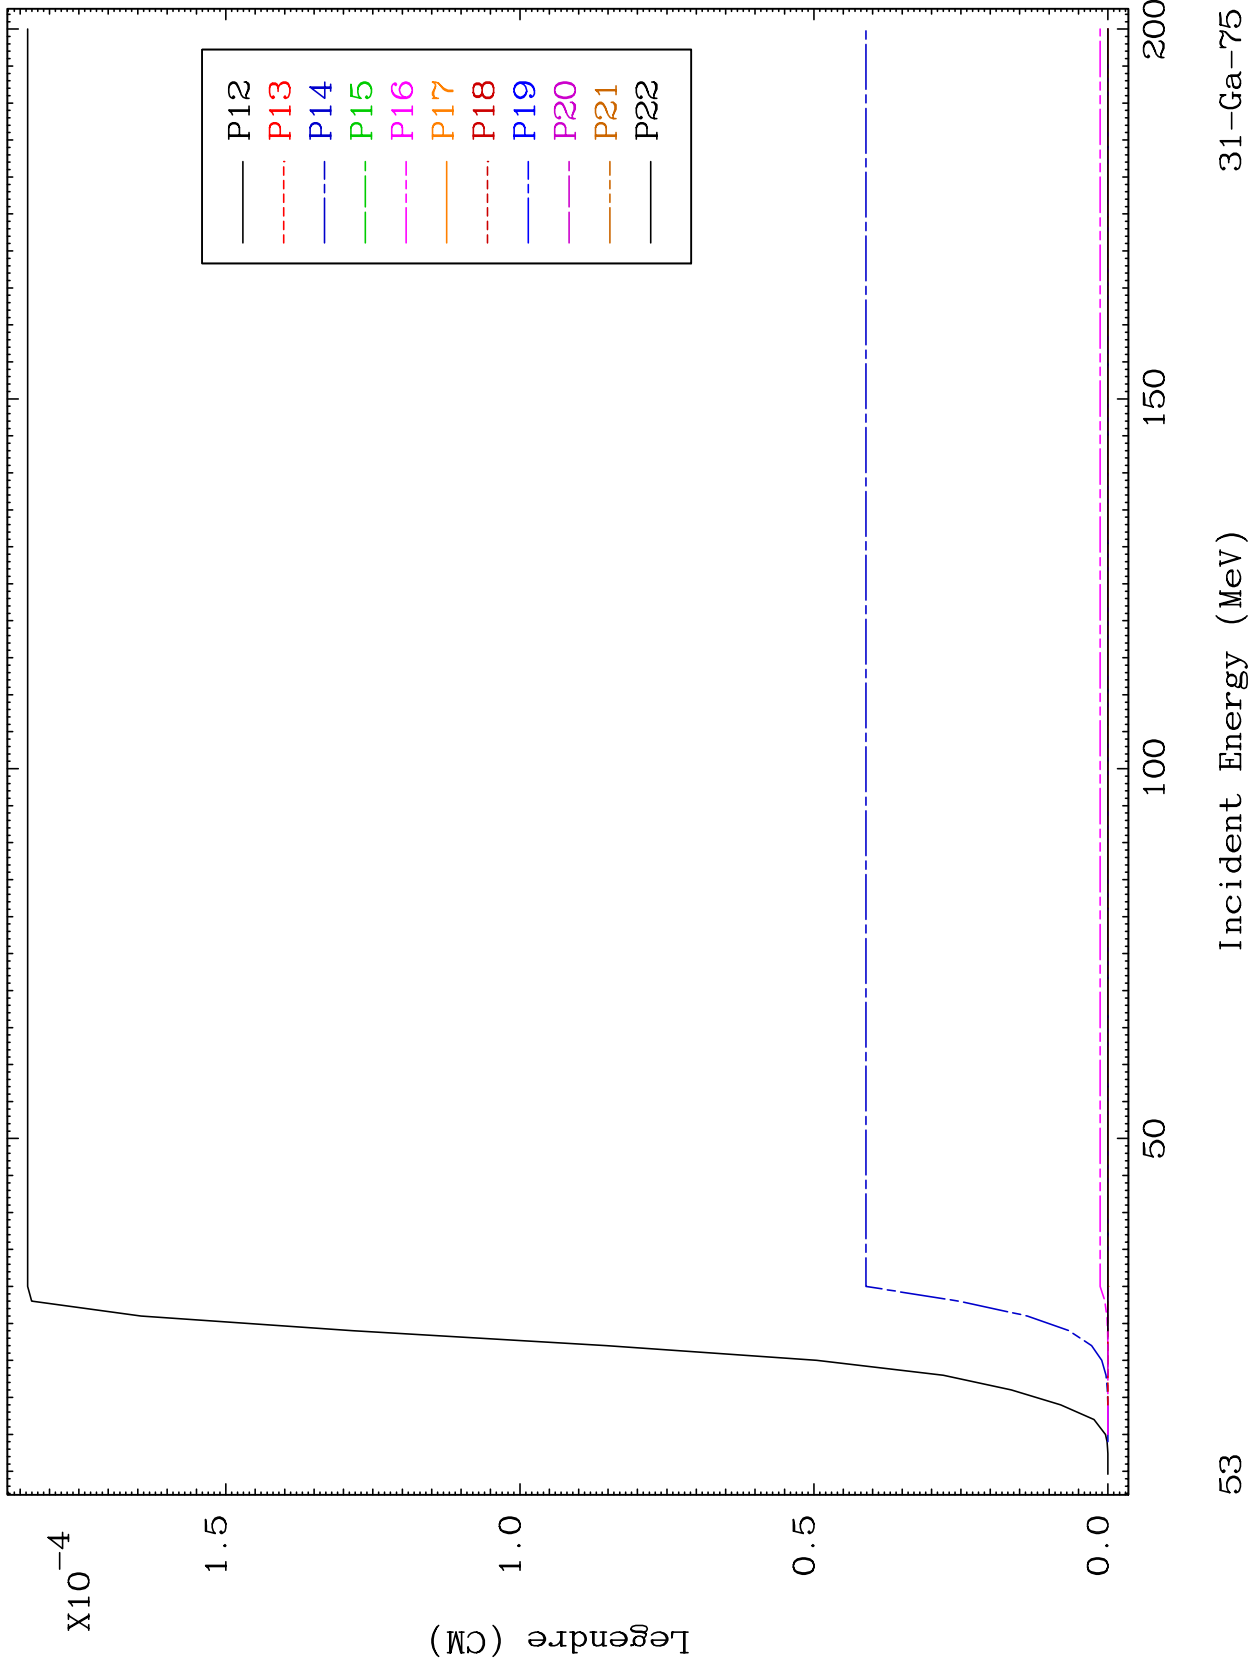 X10⁻⁴
Legendre (CM)
1.5
1.0
0.5
0.0
P12
P13
P14
P15
P16
P17
P18
P19
P20
P21
P22
50
100
150
200
Incident Energy (MeV)
53
31-Ga-75